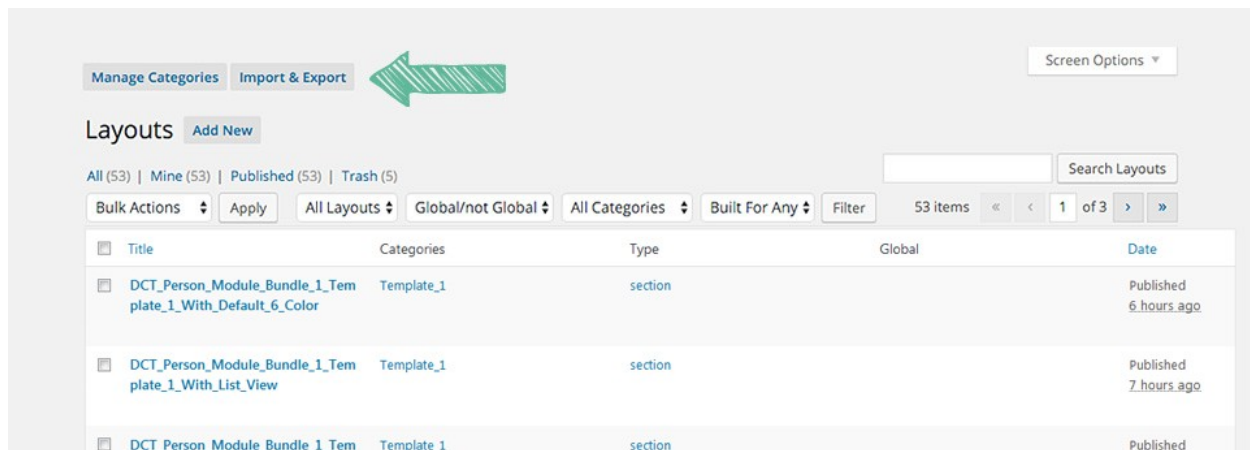 Screen Options
Manage Categories Import & Export
Layouts Add New
All (53) | Mine (53) | Published (53) | Trash (5)
Search Layouts
Bulk Actions Apply All Layouts Global/not Global All Categories Built For Any Filter 53 items « ‹ 1 of 3 › »
Title Categories Type Global Date
DCT_Person_Module_Bundle_1_Tem Template_1 section Published
plate_1_With_Default_6_Color 6 hours ago
DCT_Person_Module_Bundle_1_Tem Template_1 section Published
plate_1_With_List_View 7 hours ago
DCT_Person_Module_Bundle_1_Tem Template_1 section Published